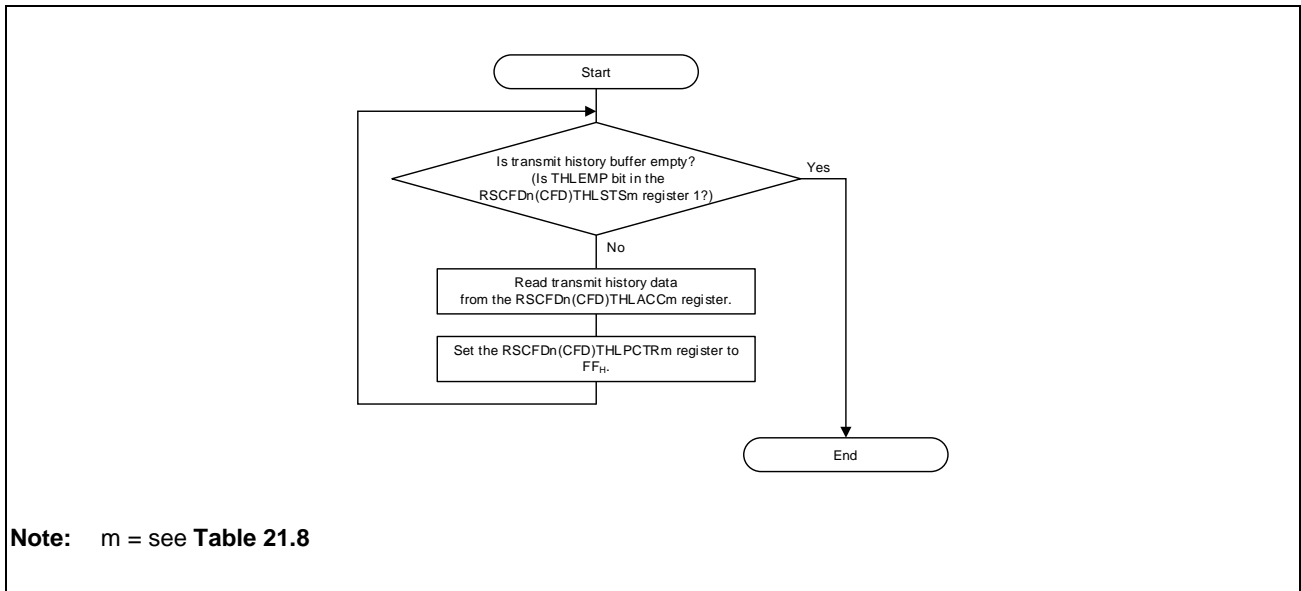 Start
Is transmit history buffer empty?
(Is THLEMP bit in the
RSCFDn(CFD)THLSTSm register 1?)
Yes
No
Read transmit history data
from the RSCFDn(CFD)THLACCm register.
Set the RSCFDn(CFD)THLPCTRm register to
FFH.
End
Note: m = see Table 21.8